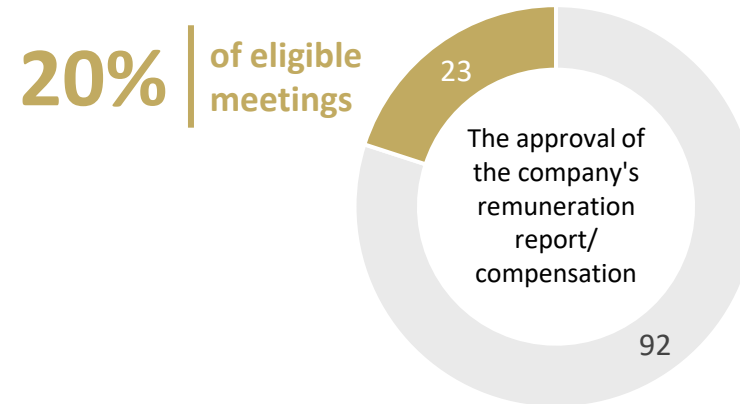 20%
of eligible
meetings
23
The approval of
the company's
remuneration
report/
compensation
92